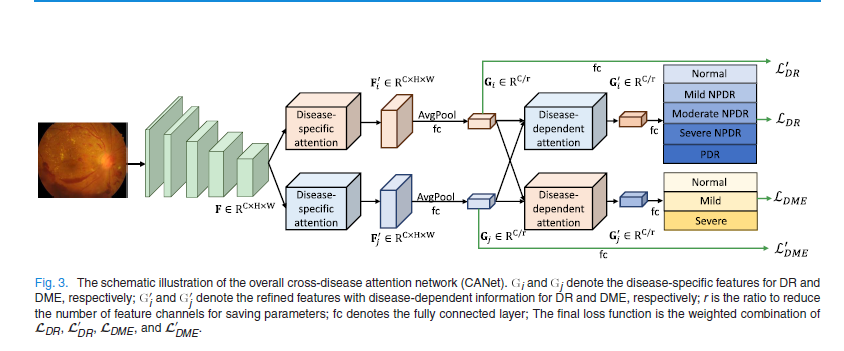 fc
𝓛′DR
F′i ∈ R^C×H×W
Gi ∈ R^C/r
G′i ∈ R^C/r
Normal
Mild NPDR
Moderate NPDR
Severe NPDR
PDR
𝓛DR
Disease-
specific
attention
AvgPool
fc
Disease-
dependent
attention
fc
F ∈ R^C×H×W
Disease-
specific
attention
AvgPool
fc
Disease-
dependent
attention
fc
Normal
Mild
Severe
𝓛DME
F′j ∈ R^C×H×W
Gj ∈ R^C/r
G′j ∈ R^C/r
fc
𝓛′DME
Fig. 3. The schematic illustration of the overall cross-disease attention network (CANet). Gi and Gj denote the disease-specific features for DR and
DME, respectively; G′i and G′j denote the refined features with disease-dependent information for DR and DME, respectively; r is the ratio to reduce
the number of feature channels for saving parameters; fc denotes the fully connected layer; The final loss function is the weighted combination of
𝓛DR, 𝓛′DR, 𝓛DME, and 𝓛′DME.